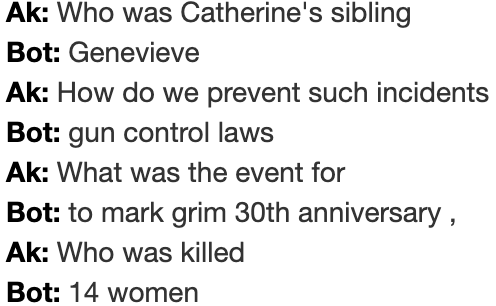 Ak: Who was Catherine's sibling
Bot: Genevieve
Ak: How do we prevent such incidents
Bot: gun control laws
Ak: What was the event for
Bot: to mark grim 30th anniversary ,
Ak: Who was killed
Bot: 14 women